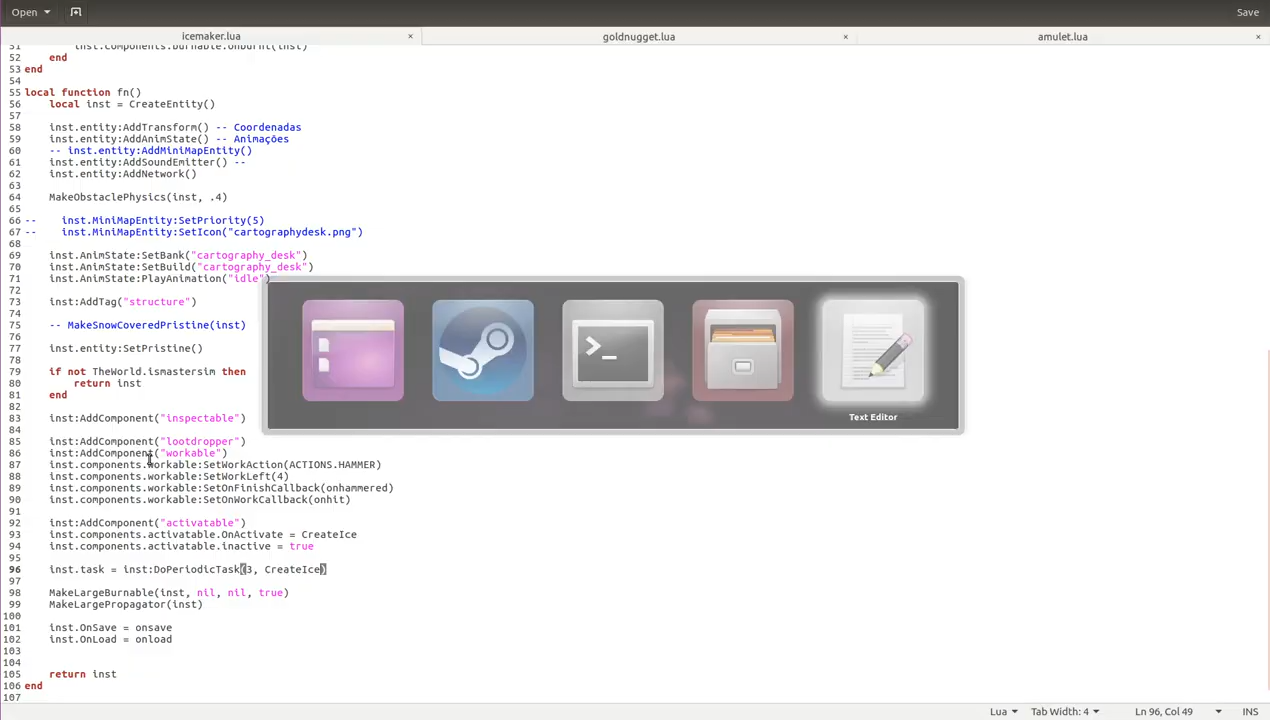 Open
Save
icemaker.lua × goldnugget.lua × amulet.lua ×
51 inst.components.burnable.onburnt(inst)
52 end
53 end
54
55 local function fn()
56 local inst = CreateEntity()
57
58 inst.entity:AddTransform() -- Coordenadas
59 inst.entity:AddAnimState() -- Animações
60 -- inst.entity:AddMiniMapEntity()
61 inst.entity:AddSoundEmitter() --
62 inst.entity:AddNetwork()
63
64 MakeObstaclePhysics(inst, .4)
65
66 -- inst.MiniMapEntity:SetPriority(5)
67 -- inst.MiniMapEntity:SetIcon("cartographydesk.png")
68
69 inst.AnimState:SetBank("cartography_desk")
70 inst.AnimState:SetBuild("cartography_desk")
71 inst.AnimState:PlayAnimation("idle")
72
73 inst:AddTag("structure")
74
75 -- MakeSnowCoveredPristine(inst)
76
77 inst.entity:SetPristine()
78
79 if not TheWorld.ismastersim then
80 return inst
81 end
82
83 inst:AddComponent("inspectable")
84
85 inst:AddComponent("lootdropper")
86 inst:AddComponent("workable")
87 inst.components.workable:SetWorkAction(ACTIONS.HAMMER)
88 inst.components.workable:SetWorkLeft(4)
89 inst.components.workable:SetOnFinishCallback(onhammered)
90 inst.components.workable:SetOnWorkCallback(onhit)
91
92 inst:AddComponent("activatable")
93 inst.components.activatable.OnActivate = CreateIce
94 inst.components.activatable.inactive = true
95
96 inst.task = inst:DoPeriodicTask(3, CreateIce)
97
98 MakeLargeBurnable(inst, nil, nil, true)
99 MakeLargePropagator(inst)
100
101 inst.OnSave = onsave
102 inst.OnLoad = onload
103
104
105 return inst
106 end
107
Text Editor
Lua Tab Width: 4 Ln 96, Col 49 INS